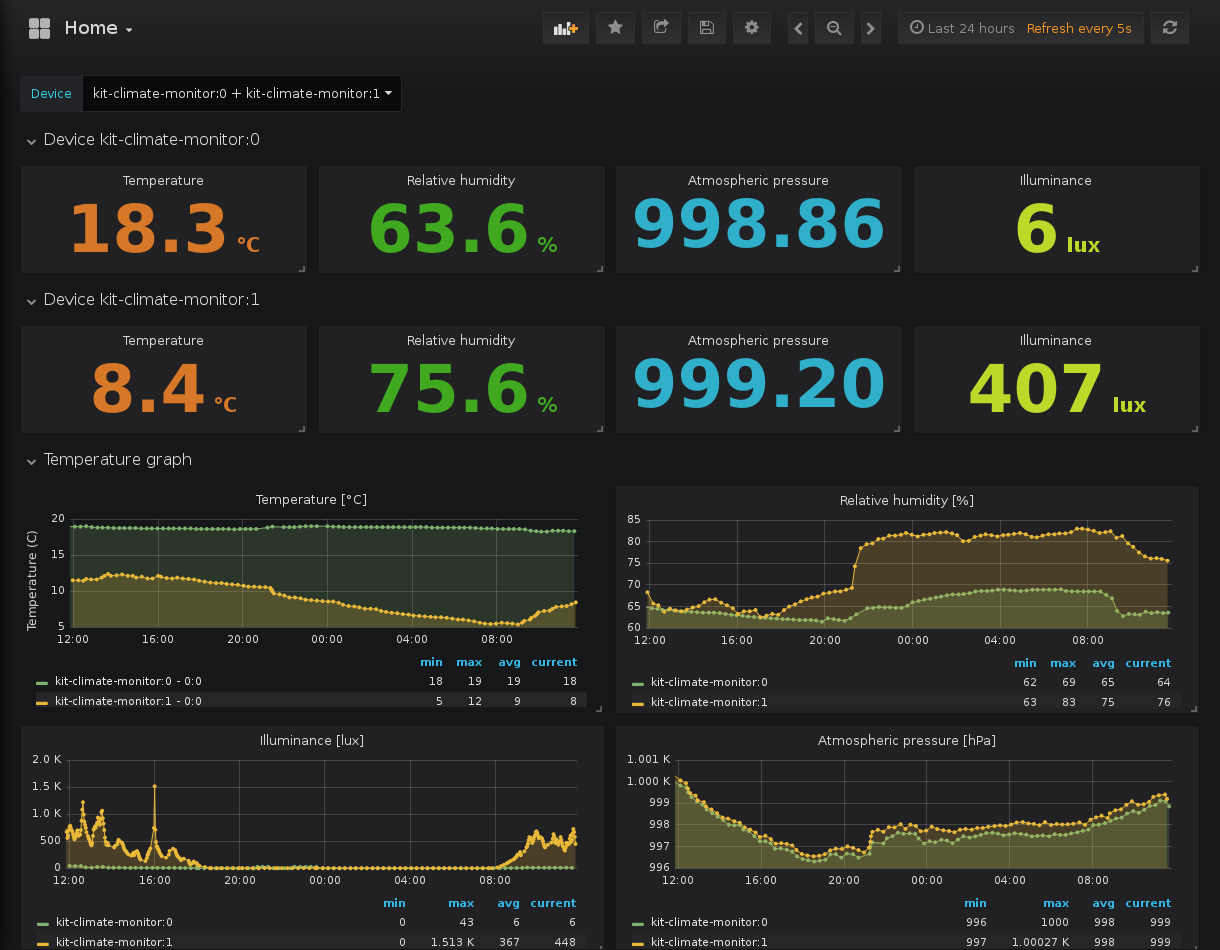 Home
Last 24 hours Refresh every 5s
Device kit-climate-monitor:0 + kit-climate-monitor:1
Device kit-climate-monitor:0
Temperature Relative humidity Atmospheric pressure Illuminance
18.3 °C 63.6 % 998.86 6 lux
Device kit-climate-monitor:1
Temperature Relative humidity Atmospheric pressure Illuminance
8.4 °C 75.6 % 999.20 407 lux
Temperature graph
Temperature [°C]
Temperature (C)
20
15
10
5
12:00 16:00 20:00 00:00 04:00 08:00
min max avg current
kit-climate-monitor:0 - 0:0 18 19 19 18
kit-climate-monitor:1 - 0:0 5 12 9 8
Relative humidity [%]
85
80
75
70
65
60
12:00 16:00 20:00 00:00 04:00 08:00
min max avg current
kit-climate-monitor:0 62 69 65 64
kit-climate-monitor:1 63 83 75 76
Illuminance [lux]
2.0 K
1.5 K
1.0 K
500
0
12:00 16:00 20:00 00:00 04:00 08:00
min max avg current
kit-climate-monitor:0 0 43 6 6
kit-climate-monitor:1 0 1.513 K 367 448
Atmospheric pressure [hPa]
1.001 K
1.000 K
999
998
997
996
12:00 16:00 20:00 00:00 04:00 08:00
min max avg current
kit-climate-monitor:0 996 1000 998 999
kit-climate-monitor:1 997 1.00027 K 998 999